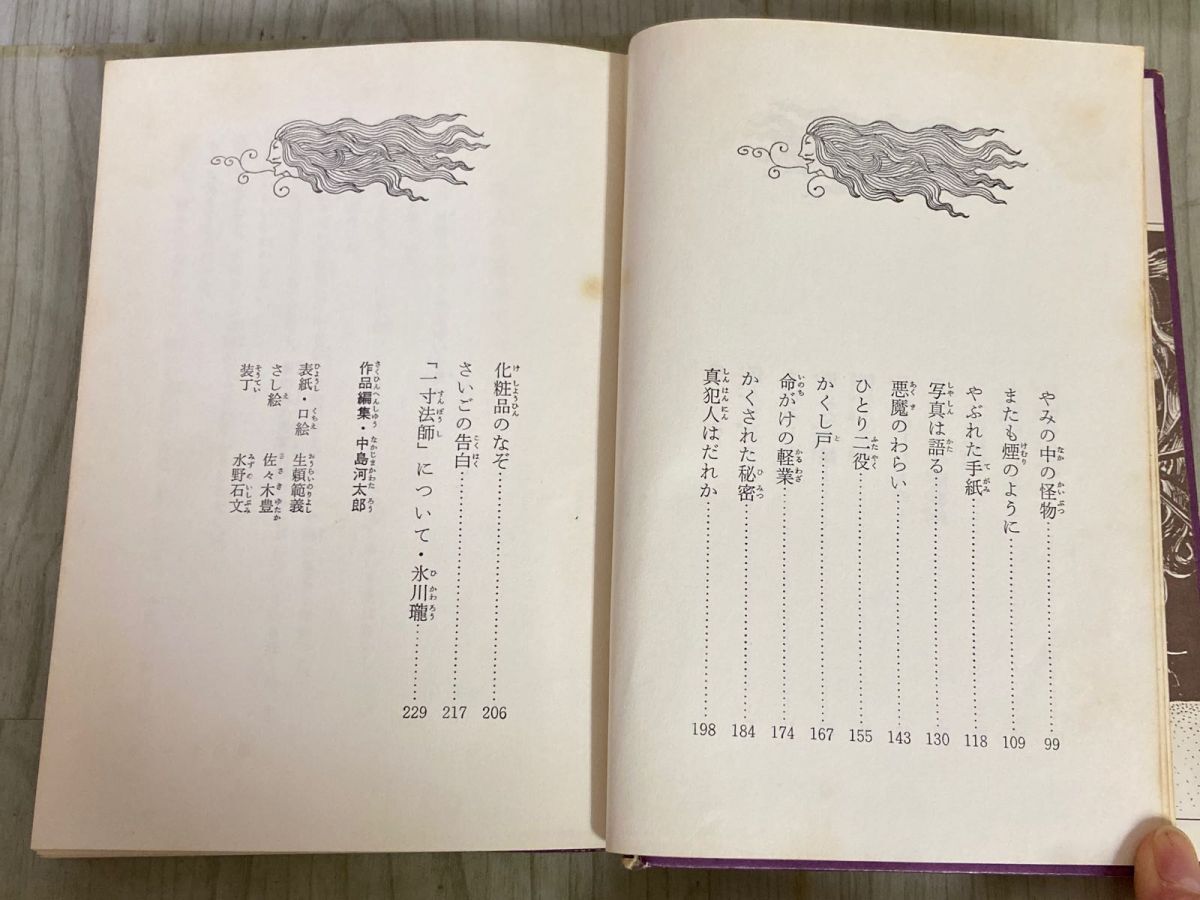 やみの中の怪物……………99
またも煙のように……………109
やぶれた手紙……………118
写真は語る……………130
悪魔のわらい……………143
ひとり二役……………155
かくし戸……………167
命がけの軽業……………174
かくされた秘密……………184
真犯人はだれか……………198
化粧品のなぞ……………206
さいごの告白……………217
「一寸法師」について・氷川瓏……………229
作品編集・中島河太郎
表紙・口絵 生頼範義
さし絵 佐々木豊
装丁 水野石文